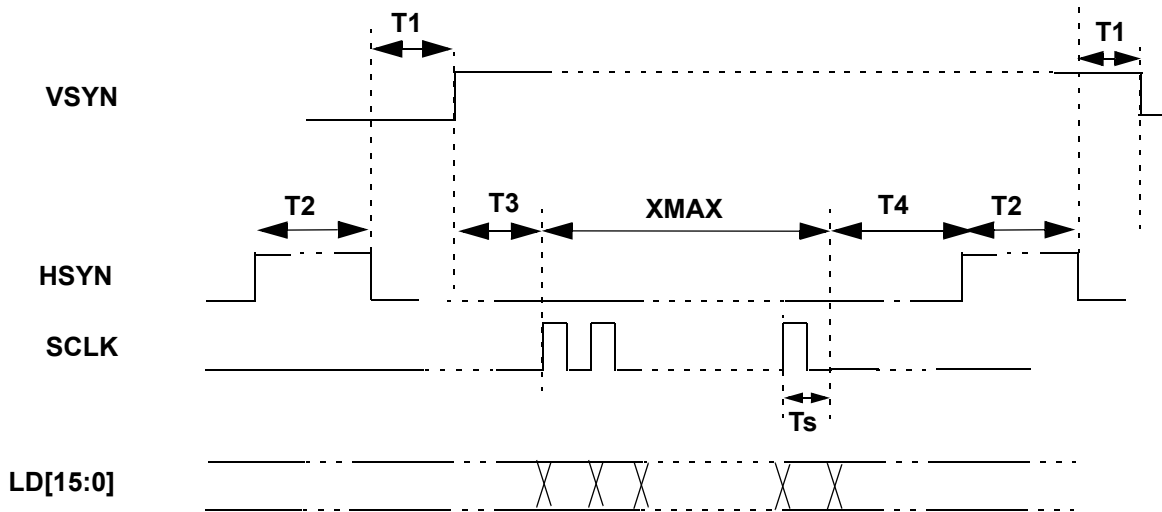 T1
T1
VSYN
T2
T3
XMAX
T4
T2
HSYN
SCLK
Ts
LD[15:0]